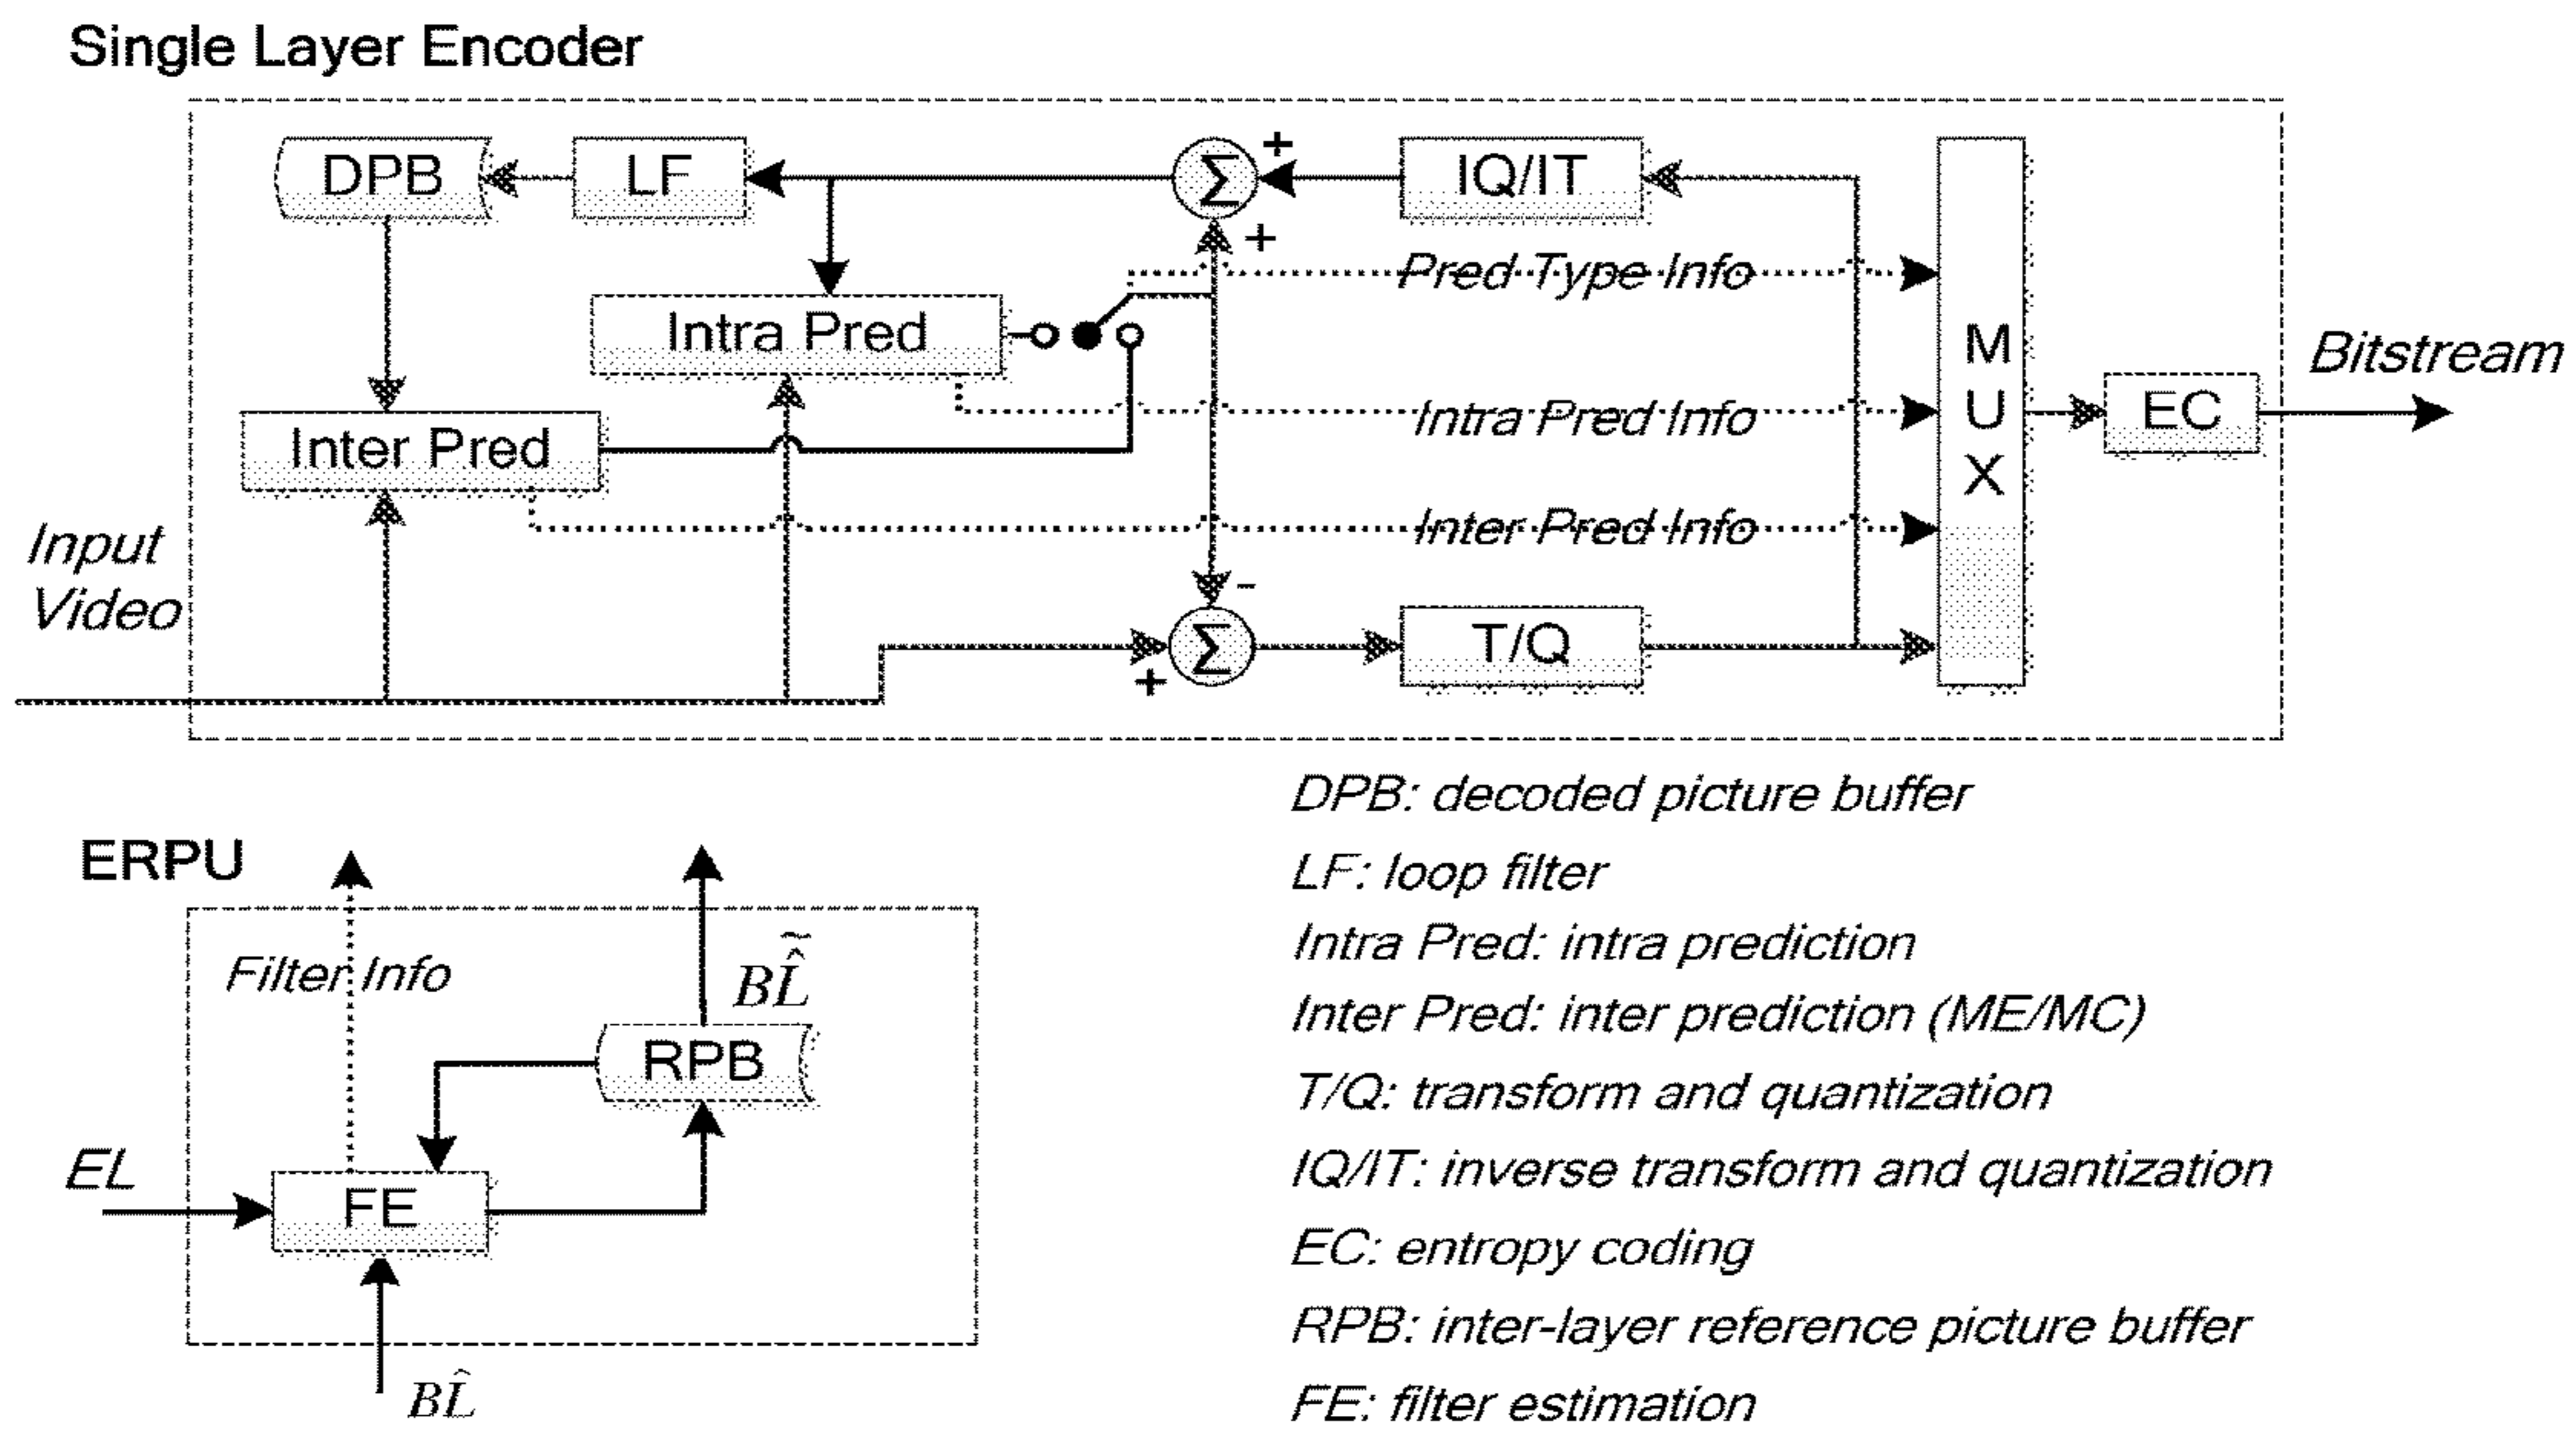 Single Layer Encoder
DPB
LF
Σ
+
IQ/IT
+
Pred Type Info
Intra Pred
M
U
X
Bitstream
Intra Pred Info
EC
Inter Pred
Input
Video
Inter Pred Info
-
Σ
+
T/Q
ERPU
Filter Info
BL̂̃
RPB
EL
FE
BL̂
DPB: decoded picture buffer
LF: loop filter
Intra Pred: intra prediction
Inter Pred: inter prediction (ME/MC)
T/Q: transform and quantization
IQ/IT: inverse transform and quantization
EC: entropy coding
RPB: inter-layer reference picture buffer
FE: filter estimation